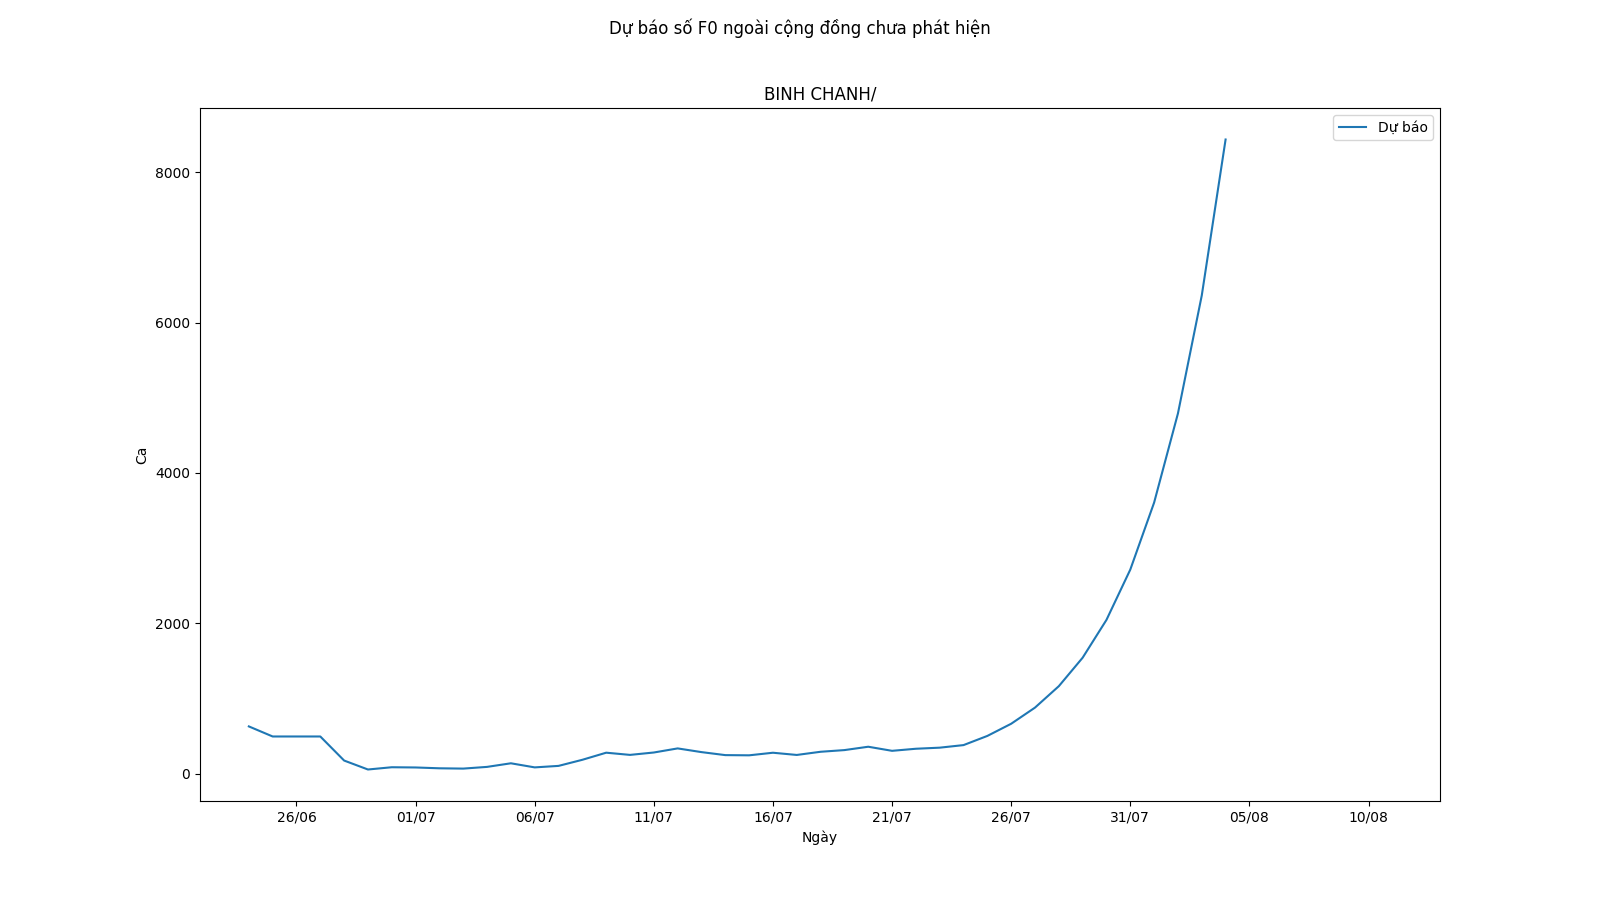 Dự báo số F0 ngoài cộng đồng chưa phát hiện
BINH CHANH/
Dự báo
8000
6000
4000
2000
0
Ca
26/06 01/07 06/07 11/07 16/07 21/07 26/07 31/07 05/08 10/08
Ngày